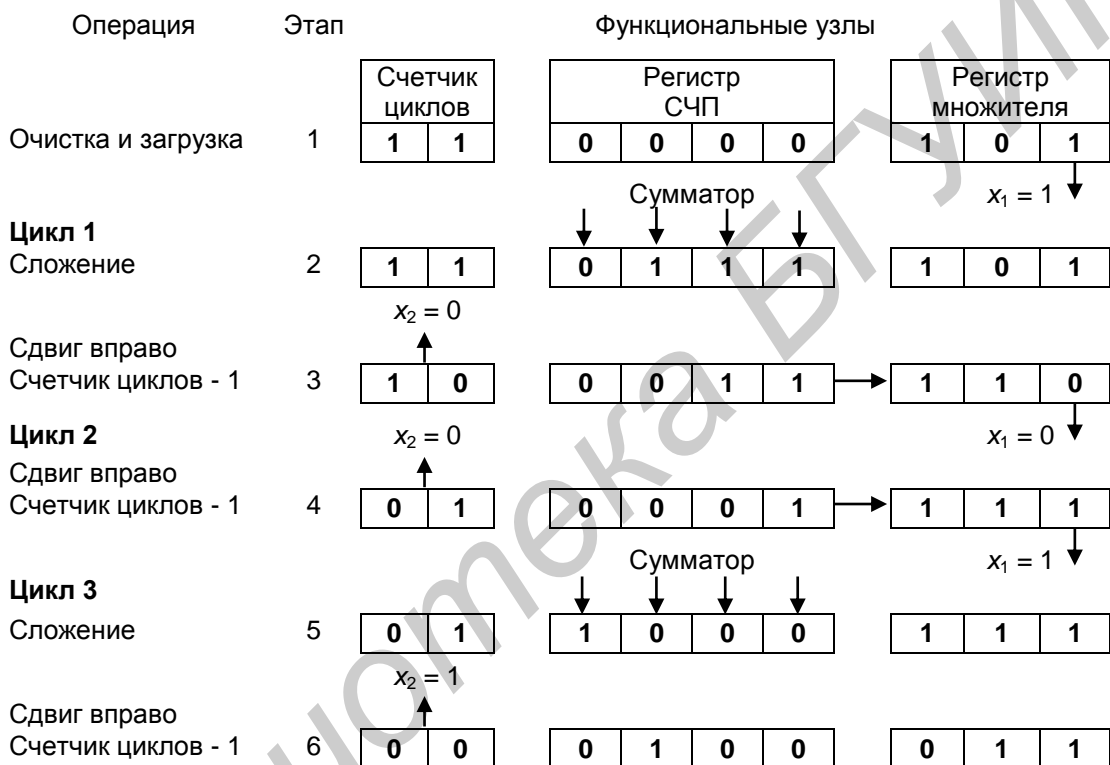 Операция Этап Функциональные узлы
Счетчик циклов Регистр СЧП Регистр множителя
Очистка и загрузка 1 1 1 0 0 0 0 1 0 1
Сумматор x1 = 1
Цикл 1
Сложение 2 1 1 0 1 1 1 1 0 1
x2 = 0
Сдвиг вправо
Счетчик циклов - 1 3 1 0 0 0 1 1 1 1 0
Цикл 2 x2 = 0 x1 = 0
Сдвиг вправо
Счетчик циклов - 1 4 0 1 0 0 0 1 1 1 1
Сумматор x1 = 1
Цикл 3
Сложение 5 0 1 1 0 0 0 1 1 1
x2 = 1
Сдвиг вправо
Счетчик циклов - 1 6 0 0 0 1 0 0 0 1 1